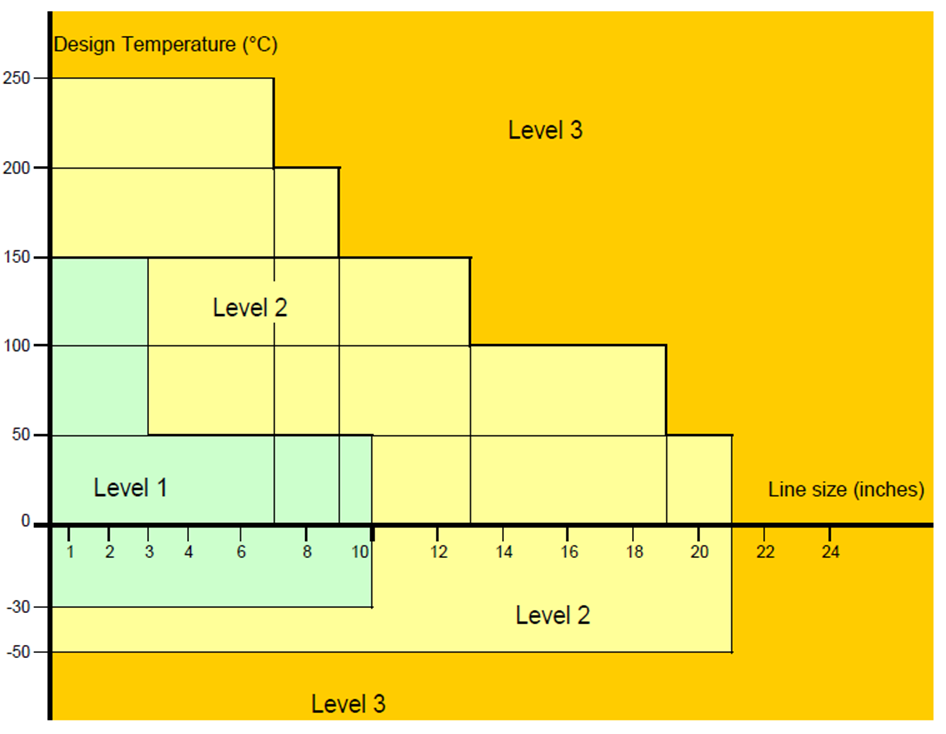 Design Temperature (°C)
250
Level 3
200
150
Level 2
100
50
Level 1
Line size (inches)
0
1 2 3 4 6 8 10 12 14 16 18 20 22 24
-30
Level 2
-50
Level 3